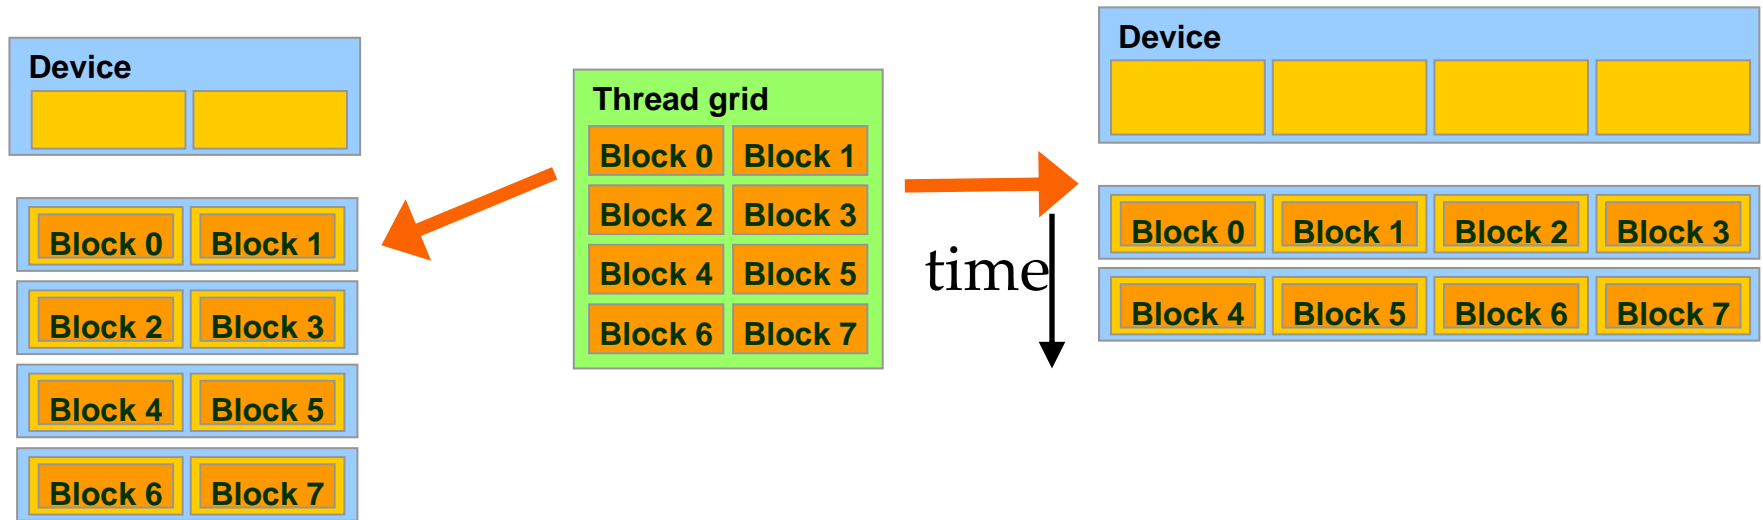 Device
Block 0 Block 1
Block 2 Block 3
Block 4 Block 5
Block 6 Block 7
Thread grid
Block 0 Block 1
Block 2 Block 3
Block 4 Block 5
Block 6 Block 7
time
Device
Block 0 Block 1 Block 2 Block 3
Block 4 Block 5 Block 6 Block 7